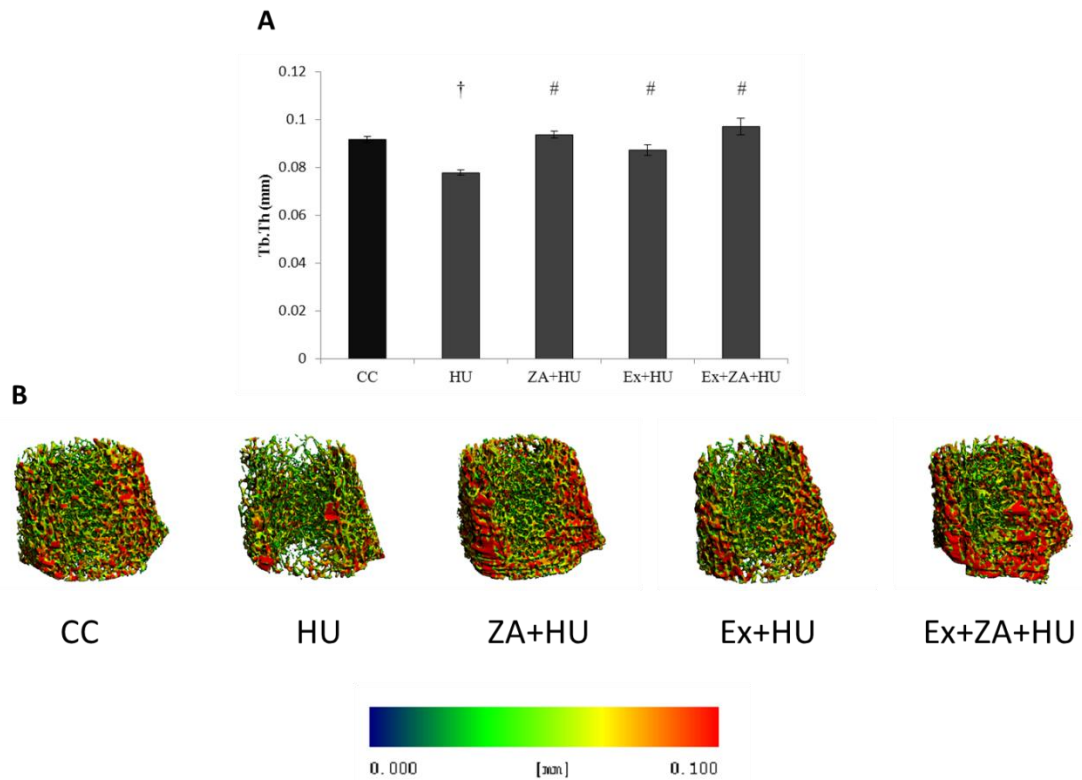 A
0.12
0.1
0.08
0.06
0.04
0.02
0
Tb.Th (mm)
† # # #
CC HU ZA+HU Ex+HU Ex+ZA+HU
B
CC HU ZA+HU Ex+HU Ex+ZA+HU
0.000 [mm] 0.100